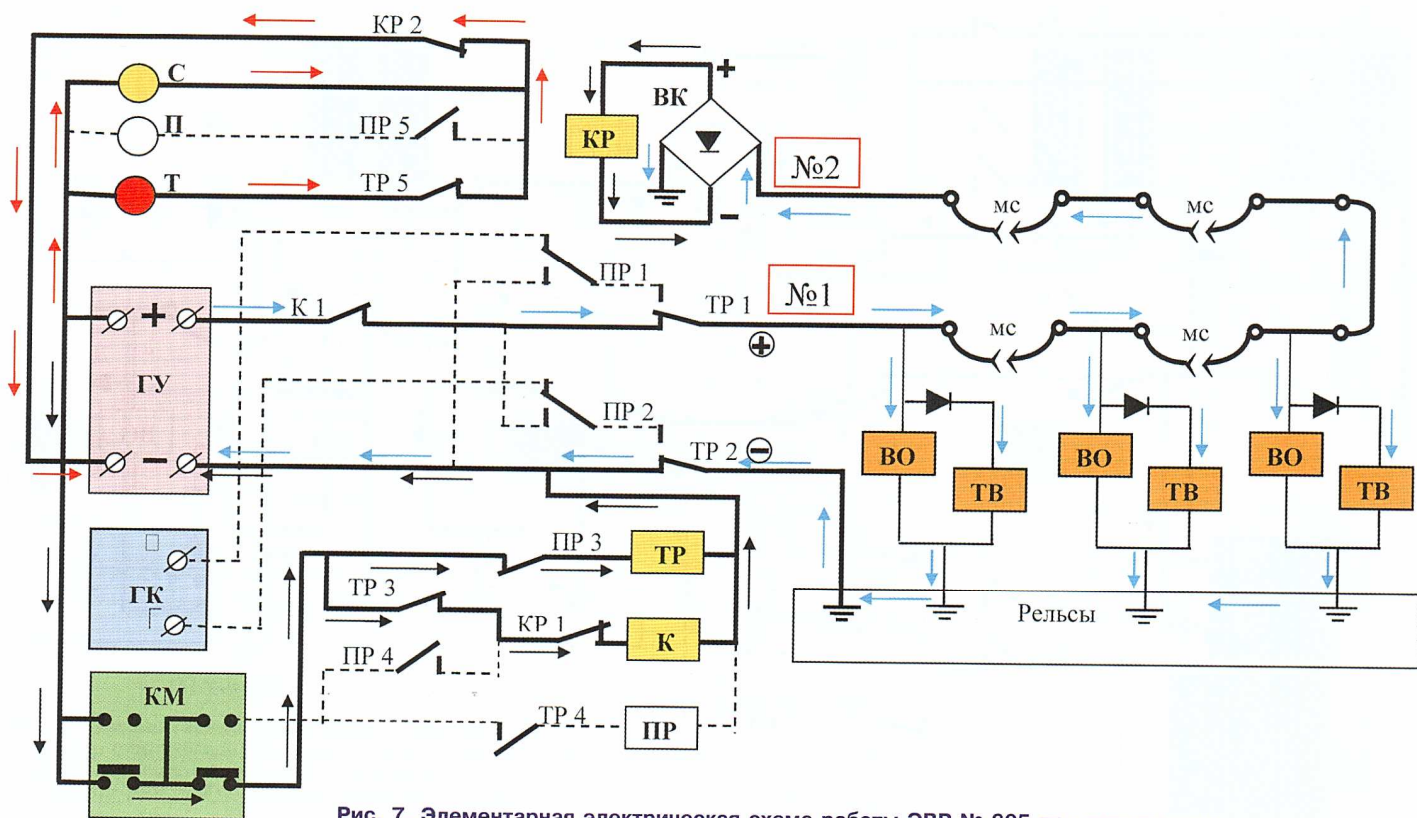 КР 2
С
П
ПР 5
Т
ТР 5
+
ВК
КР
−
№2
мс
мс
ПР 1
ТР 1
№1
К 1
мс
мс
+
+
ГУ
−
ПР 2
ТР 2
−
ВО
ТВ
ВО
ТВ
ВО
ТВ
ГК
ПР 3
ТР
ТР 3
КР 1
К
ПР 4
ТР 4
ПР
Рельсы
КМ
Рис. 7. Элементарная электрическая схема работы ЭВР № 305